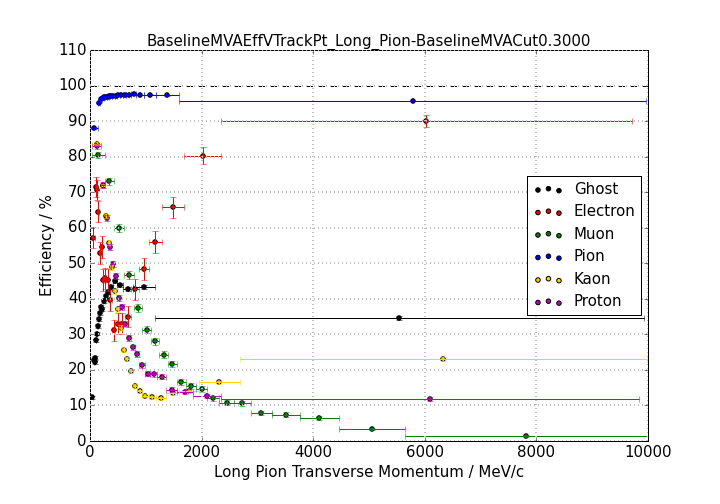 BaselineMVAEffVTrackPt_Long_Pion-BaselineMVACut0.3000
110
100
90
80
70
60
50
40
30
20
10
0
Efficiency / %
Ghost
Electron
Muon
Pion
Kaon
Proton
0 2000 4000 6000 8000 10000
Long Pion Transverse Momentum / MeV/c